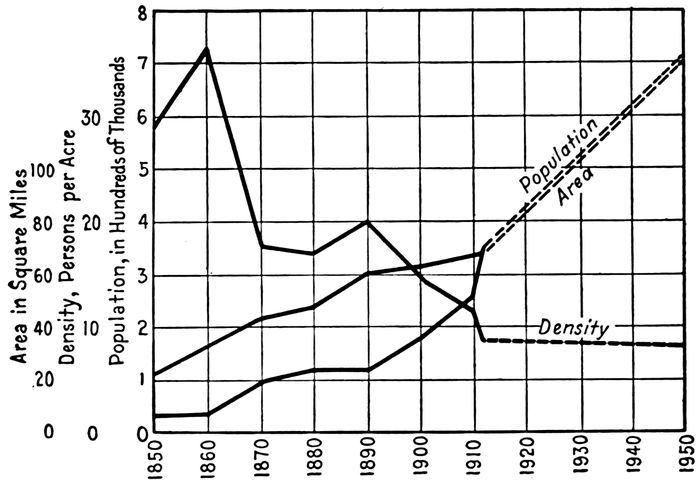 Area in Square Miles
Density, Persons per Acre
Population, in Hundreds of Thousands
8
7
6 30
5 100
4 20 80
3 60
2 10 40
1 20
0 0 0
Population
Area
Density
1850 1860 1870 1880 1890 1900 1910 1920 1930 1940 1950